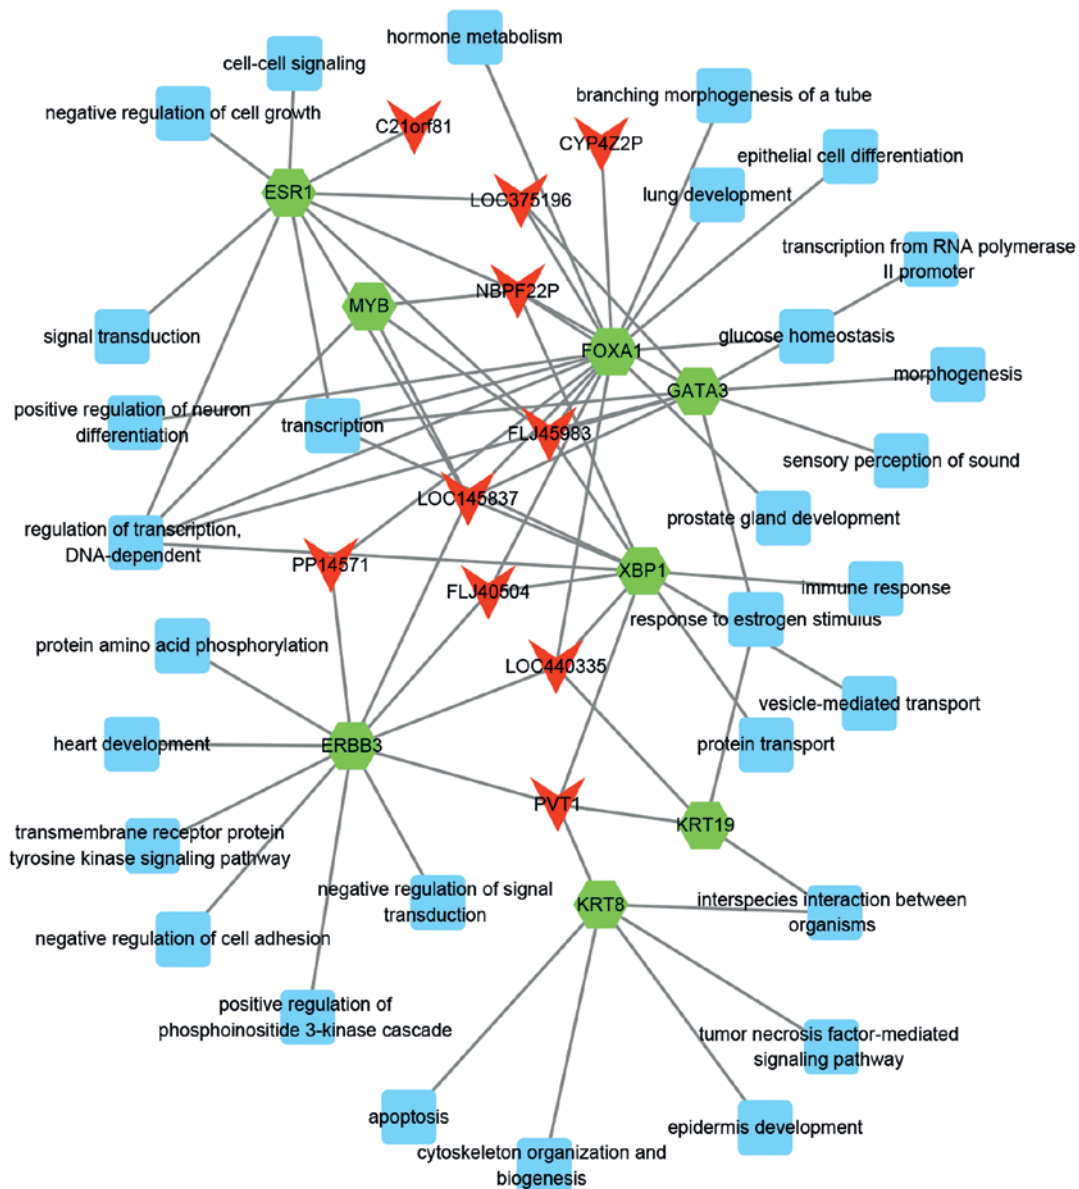 hormone metabolism
cell-cell signaling
branching morphogenesis of a tube
negative regulation of cell growth
C21orf81
CYP4Z2P
epithelial cell differentiation
ESR1
LOC375196
lung development
transcription from RNA polymerase
II promoter
NBPF22P
MYB
signal transduction
FOXA1
glucose homeostasis
morphogenesis
GATA3
positive regulation of neuron
differentiation
transcription
FLJ45983
sensory perception of sound
LOC145837
prostate gland development
regulation of transcription,
DNA-dependent
PP14571
XBP1
FLJ40504
immune response
response to estrogen stimulus
protein amino acid phosphorylation
LOC440335
vesicle-mediated transport
heart development
ERBB3
protein transport
PVT1
KRT19
transmembrane receptor protein
tyrosine kinase signaling pathway
negative regulation of signal
transduction
KRT8
interspecies interaction between
organisms
negative regulation of cell adhesion
positive regulation of
phosphoinositide 3-kinase cascade
tumor necrosis factor-mediated
signaling pathway
apoptosis
epidermis development
cytoskeleton organization and
biogenesis